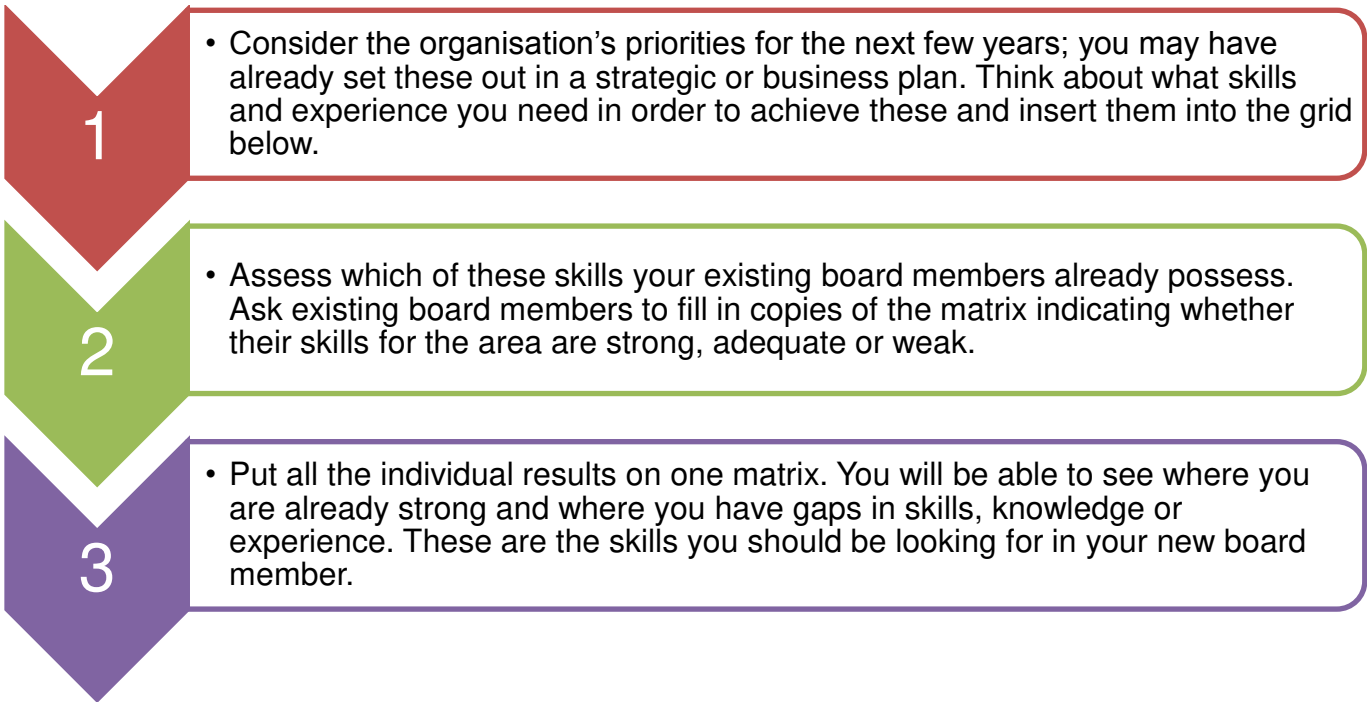 1
• Consider the organisation's priorities for the next few years; you may have
already set these out in a strategic or business plan. Think about what skills
and experience you need in order to achieve these and insert them into the grid
below.
2
• Assess which of these skills your existing board members already possess.
Ask existing board members to fill in copies of the matrix indicating whether
their skills for the area are strong, adequate or weak.
3
• Put all the individual results on one matrix. You will be able to see where you
are already strong and where you have gaps in skills, knowledge or
experience. These are the skills you should be looking for in your new board
member.